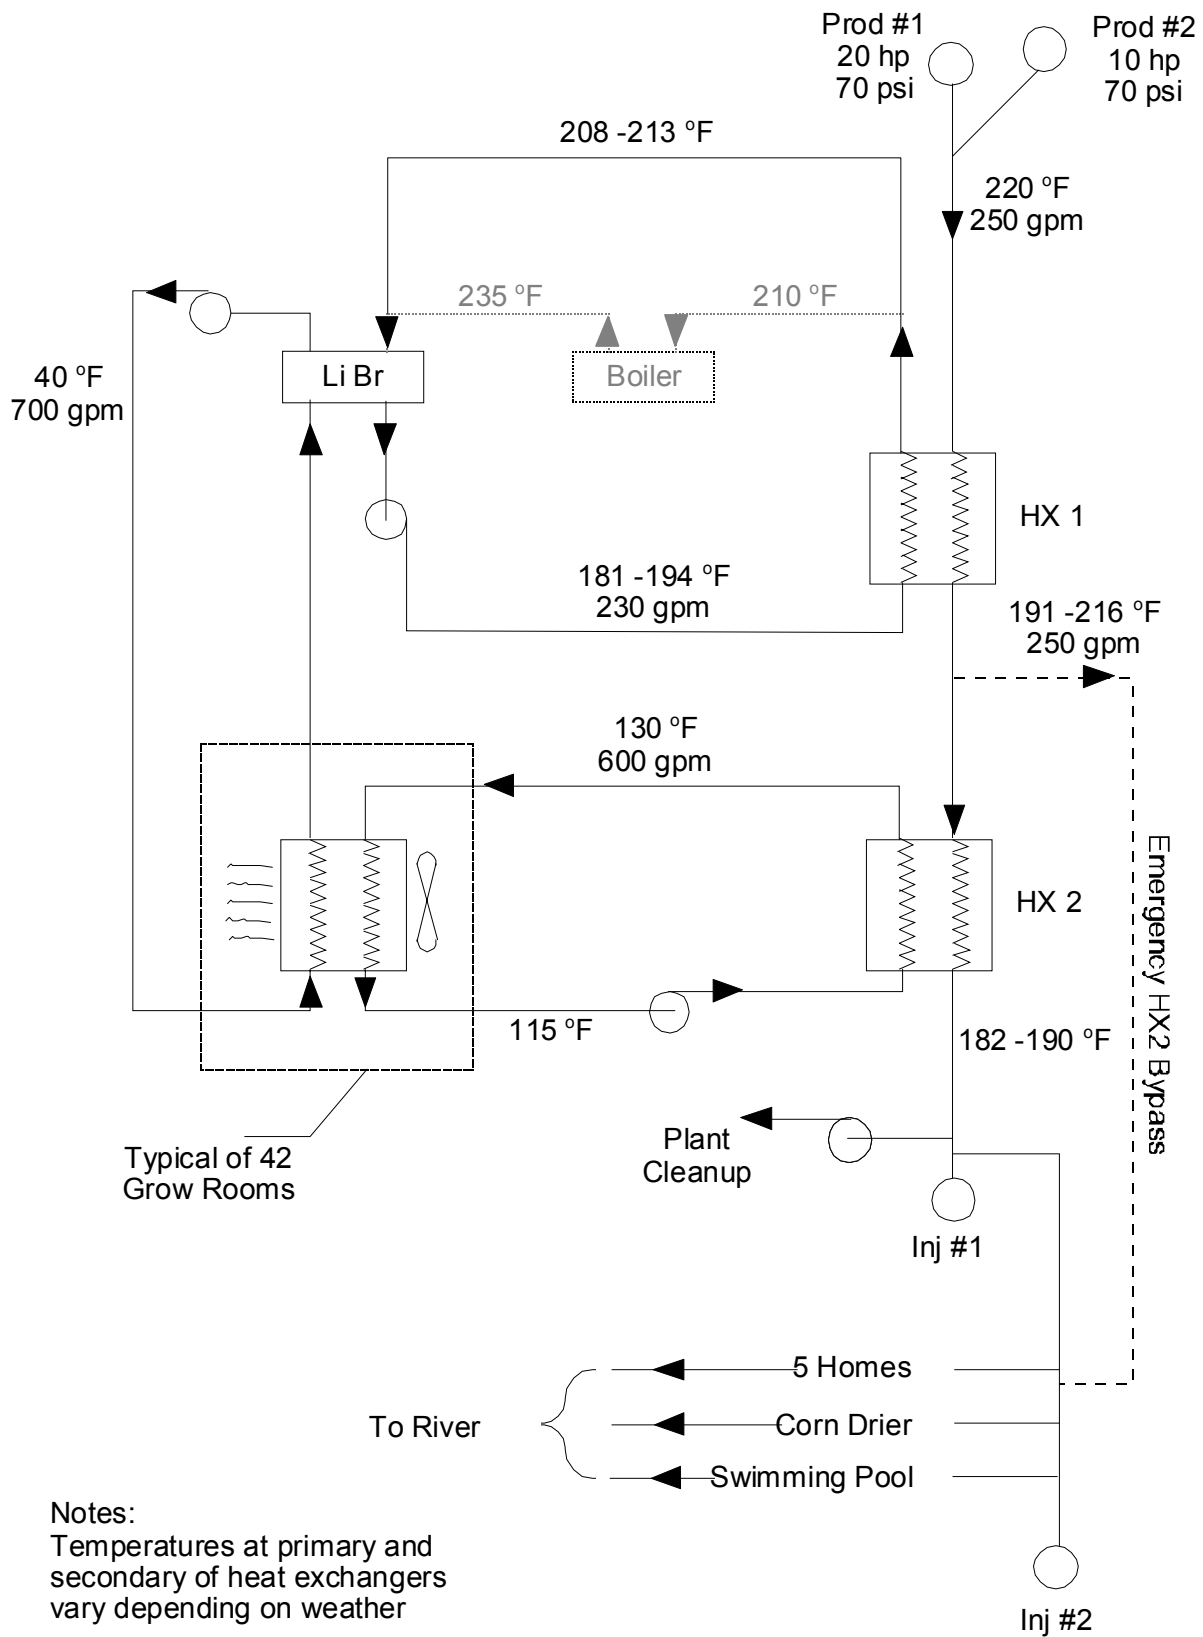 Prod #1
20 hp
70 psi
Prod #2
10 hp
70 psi
208 -213 °F
220 °F
250 gpm
235 °F
210 °F
Li Br
Boiler
40 °F
700 gpm
HX 1
181 -194 °F
230 gpm
191 -216 °F
250 gpm
130 °F
600 gpm
HX 2
Emergency HX2 Bypass
115 °F
182 -190 °F
Typical of 42
Grow Rooms
Plant
Cleanup
Inj #1
5 Homes
To River
Corn Drier
Swimming Pool
Notes:
Temperatures at primary and
secondary of heat exchangers
vary depending on weather
Inj #2